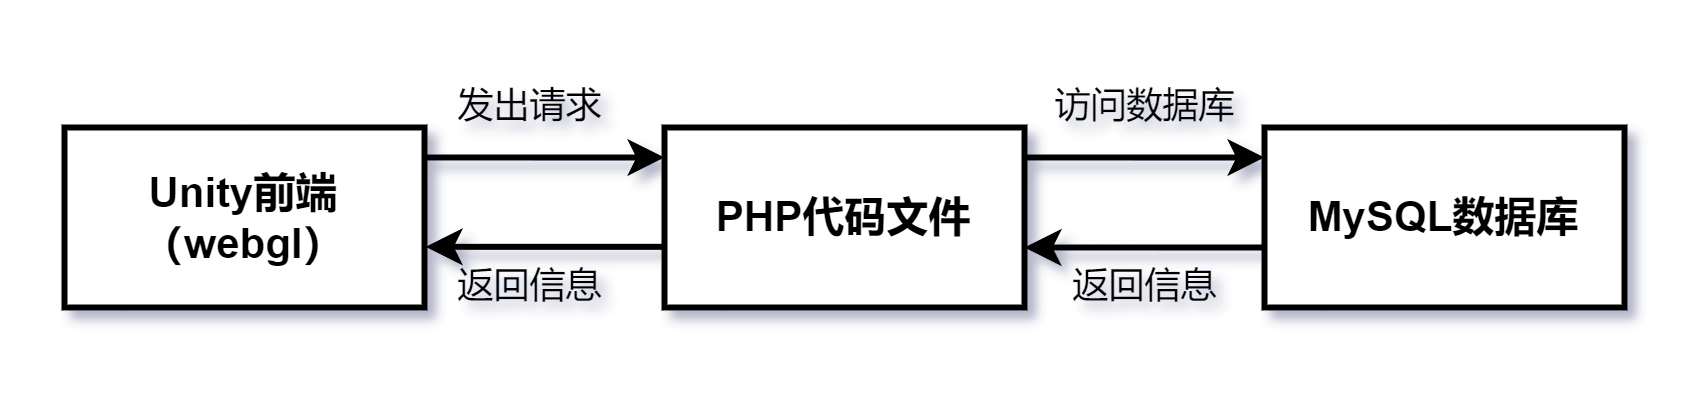 发出请求
访问数据库
Unity前端
（webgl）
PHP代码文件
MySQL数据库
返回信息
返回信息